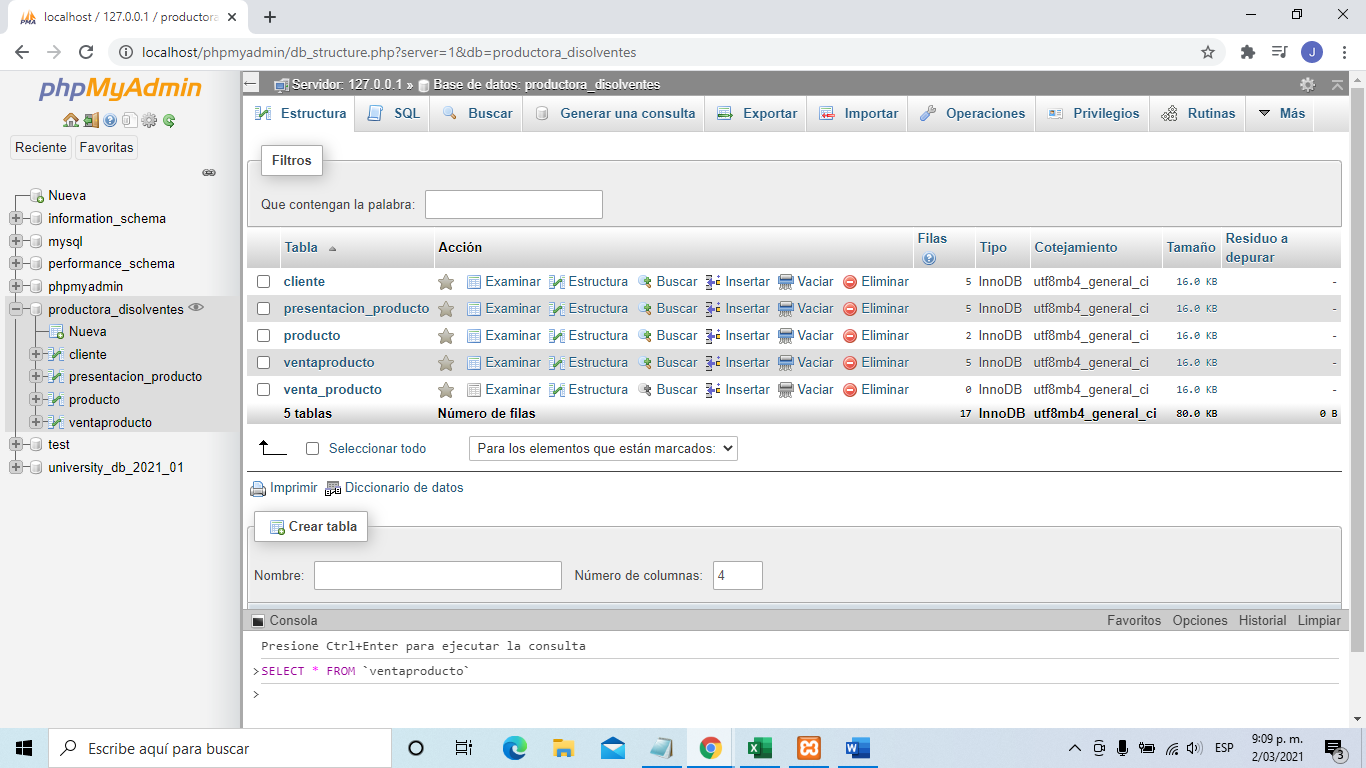 localhost / 127.0.0.1 / productora
localhost/phpmyadmin/db_structure.php?server=1&db=productora_disolventes
J
phpMyAdmin
Reciente Favoritas
Nueva
information_schema
mysql
performance_schema
phpmyadmin
productora_disolventes
Nueva
cliente
presentacion_producto
producto
ventaproducto
test
university_db_2021_01
Servidor: 127.0.0.1 » Base de datos: productora_disolventes
Estructura SQL Buscar Generar una consulta Exportar Importar Operaciones Privilegios Rutinas Más
Filtros
Que contengan la palabra:
Tabla Acción Filas Tipo Cotejamiento Tamaño Residuo a depurar
cliente Examinar Estructura Buscar Insertar Vaciar Eliminar 5 InnoDB utf8mb4_general_ci 16.0 KB -
presentacion_producto Examinar Estructura Buscar Insertar Vaciar Eliminar 5 InnoDB utf8mb4_general_ci 16.0 KB -
producto Examinar Estructura Buscar Insertar Vaciar Eliminar 2 InnoDB utf8mb4_general_ci 16.0 KB -
ventaproducto Examinar Estructura Buscar Insertar Vaciar Eliminar 5 InnoDB utf8mb4_general_ci 16.0 KB -
venta_producto Examinar Estructura Buscar Insertar Vaciar Eliminar 0 InnoDB utf8mb4_general_ci 16.0 KB -
5 tablas Número de filas 17 InnoDB utf8mb4_general_ci 80.0 KB 0 B
Seleccionar todo Para los elementos que están marcados:
Imprimir Diccionario de datos
Crear tabla
Nombre: Número de columnas: 4
Consola Favoritos Opciones Historial Limpiar
Presione Ctrl+Enter para ejecutar la consulta
>SELECT * FROM `ventaproducto`
>
Escribe aquí para buscar
ESP
9:09 p. m.
2/03/2021
3